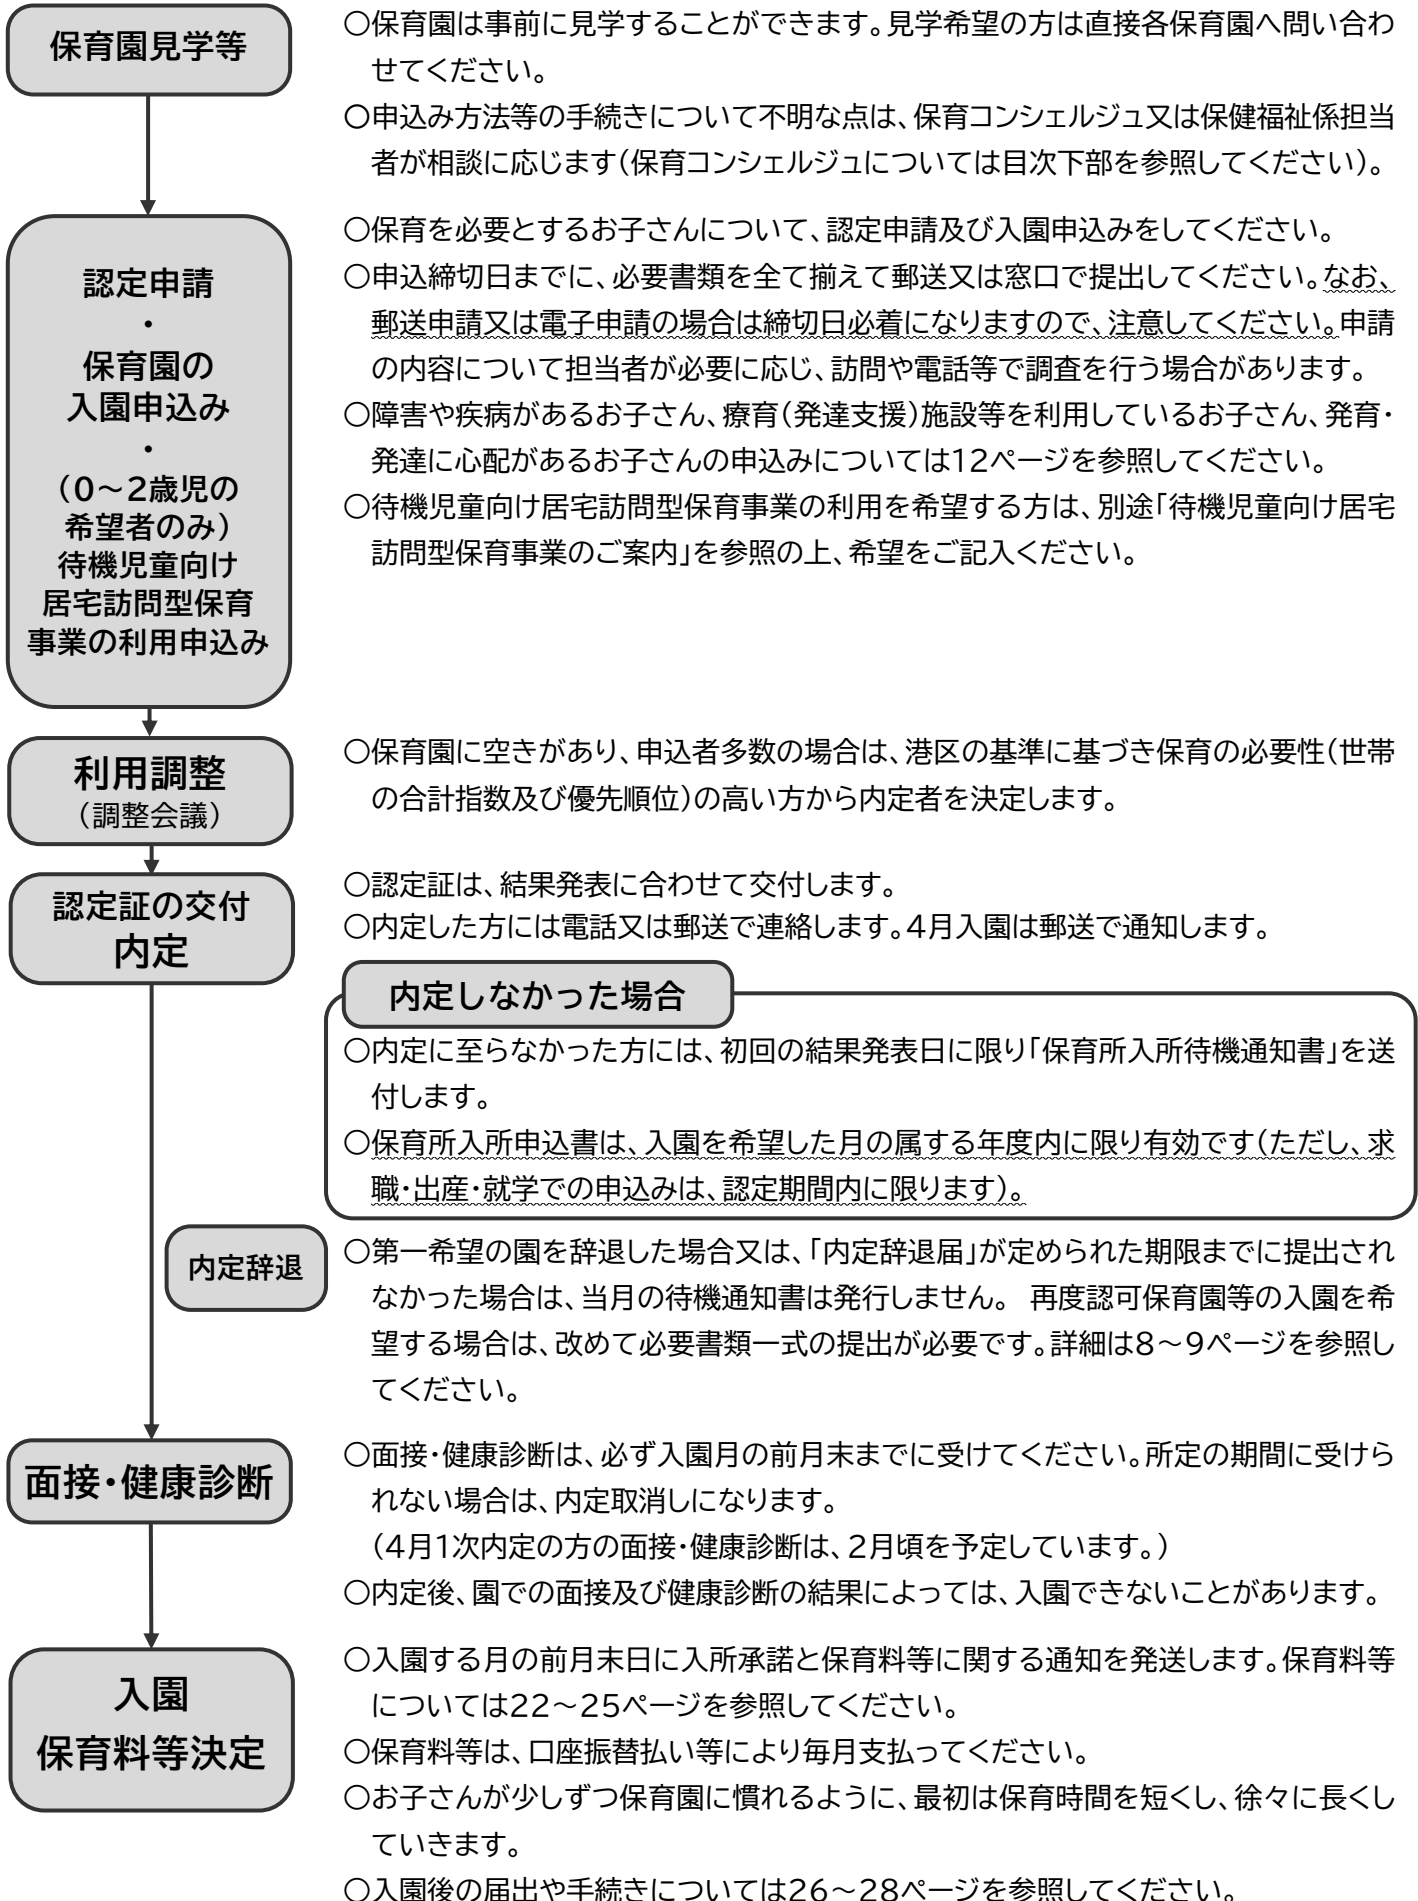 保育園見学等
〇保育園は事前に見学することができます。見学希望の方は直接各保育園へ問い合わ
せてください。
〇申込み方法等の手続きについて不明な点は、保育コンシェルジュ又は保健福祉係担当
者が相談に応じます(保育コンシェルジュについては目次下部を参照してください)。
認定申請
・
保育園の
入園申込み
・
(0～2歳児の
希望者のみ)
待機児童向け
居宅訪問型保育
事業の利用申込み
〇保育を必要とするお子さんについて、認定申請及び入園申込みをしてください。
〇申込締切日までに、必要書類を全て揃えて郵送又は窓口で提出してください。なお、
郵送申請又は電子申請の場合は締切日必着になりますので、注意してください。申請
の内容について担当者が必要に応じ、訪問や電話等で調査を行う場合があります。
〇障害や疾病があるお子さん、療育(発達支援)施設等を利用しているお子さん、発育・
発達に心配があるお子さんの申込みについては12ページを参照してください。
〇待機児童向け居宅訪問型保育事業の利用を希望する方は、別途「待機児童向け居宅
訪問型保育事業のご案内」を参照の上、希望をご記入ください。
利用調整
(調整会議)
〇保育園に空きがあり、申込者多数の場合は、港区の基準に基づき保育の必要性(世帯
の合計指数及び優先順位)の高い方から内定者を決定します。
認定証の交付
内定
〇認定証は、結果発表に合わせて交付します。
〇内定した方には電話又は郵送で連絡します。4月入園は郵送で通知します。
内定しなかった場合
〇内定に至らなかった方には、初回の結果発表日に限り「保育所入所待機通知書」を送
付します。
〇保育所入所申込書は、入園を希望した月の属する年度内に限り有効です(ただし、求
職・出産・就学での申込みは、認定期間内に限ります)。
内定辞退
〇第一希望の園を辞退した場合又は、「内定辞退届」が定められた期限までに提出され
なかった場合は、当月の待機通知書は発行しません。 再度認可保育園等の入園を希
望する場合は、改めて必要書類一式の提出が必要です。詳細は8～9ページを参照し
てください。
面接・健康診断
〇面接・健康診断は、必ず入園月の前月末までに受けてください。所定の期間に受けら
れない場合は、内定取消しになります。
(4月1次内定の方の面接・健康診断は、2月頃を予定しています。)
〇内定後、園での面接及び健康診断の結果によっては、入園できないことがあります。
入園
保育料等決定
〇入園する月の前月末日に入所承諾と保育料等に関する通知を発送します。保育料等
については22～25ページを参照してください。
〇保育料等は、口座振替払い等により毎月支払ってください。
〇お子さんが少しずつ保育園に慣れるように、最初は保育時間を短くし、徐々に長くし
ていきます。
〇入園後の届出や手続きについては26～28ページを参照してください。